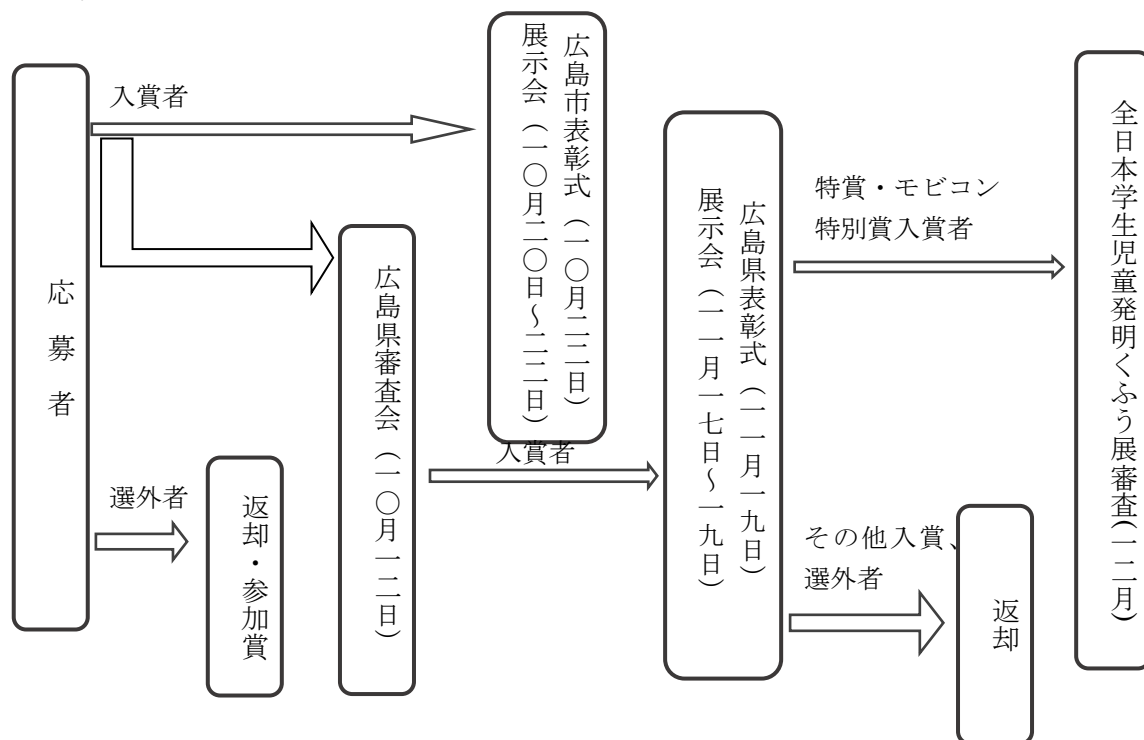 応募者
入賞者
選外者
返却・参加賞
広島県審査会(一〇月一二日)
広島市表彰式(一〇月二二日)
展示会(一〇月二〇日～二二日)
入賞者
広島県表彰式(一一月一九日)
展示会(一一月一七日～一九日)
特賞・モビコン
特別賞入賞者
その他入賞、
選外者
返却
全日本学生児童発明くふう展審査(一二月)